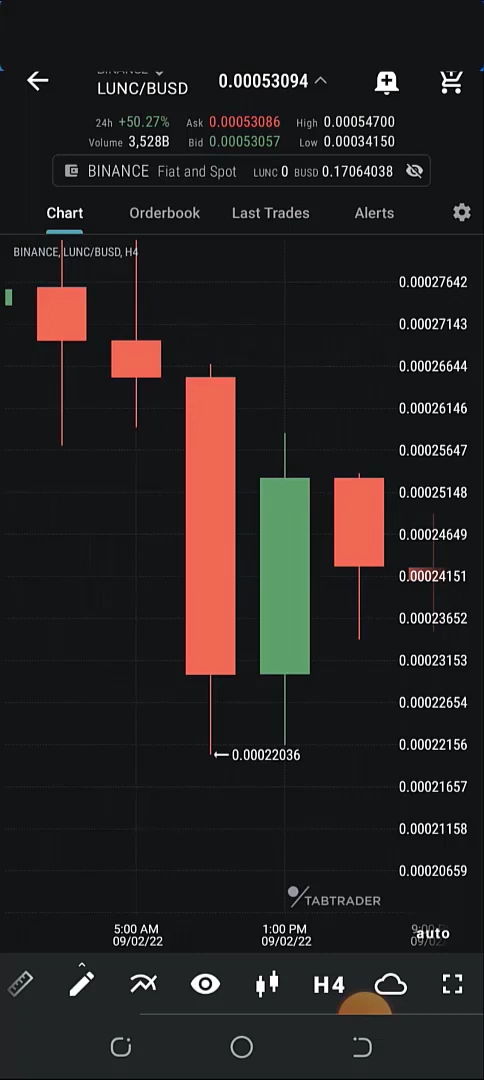 LUNC/BUSD 0.00053094
24h +50.27% Ask 0.00053086 High 0.00054700
Volume 3,528B Bid 0.00053057 Low 0.00034150
BINANCE Fiat and Spot LUNC 0 BUSD 0.17064038
Chart Orderbook Last Trades Alerts
BINANCE, LUNC/BUSD, H4
0.00027642
0.00027143
0.00026644
0.00026146
0.00025647
0.00025148
0.00024649
0.00024151
0.00023652
0.00023153
0.00022654
0.00022156
0.00022036
0.00021657
0.00021158
0.00020659
TABTRADER
5:00 AM 1:00 PM
09/02/22 09/02/22
auto
H4